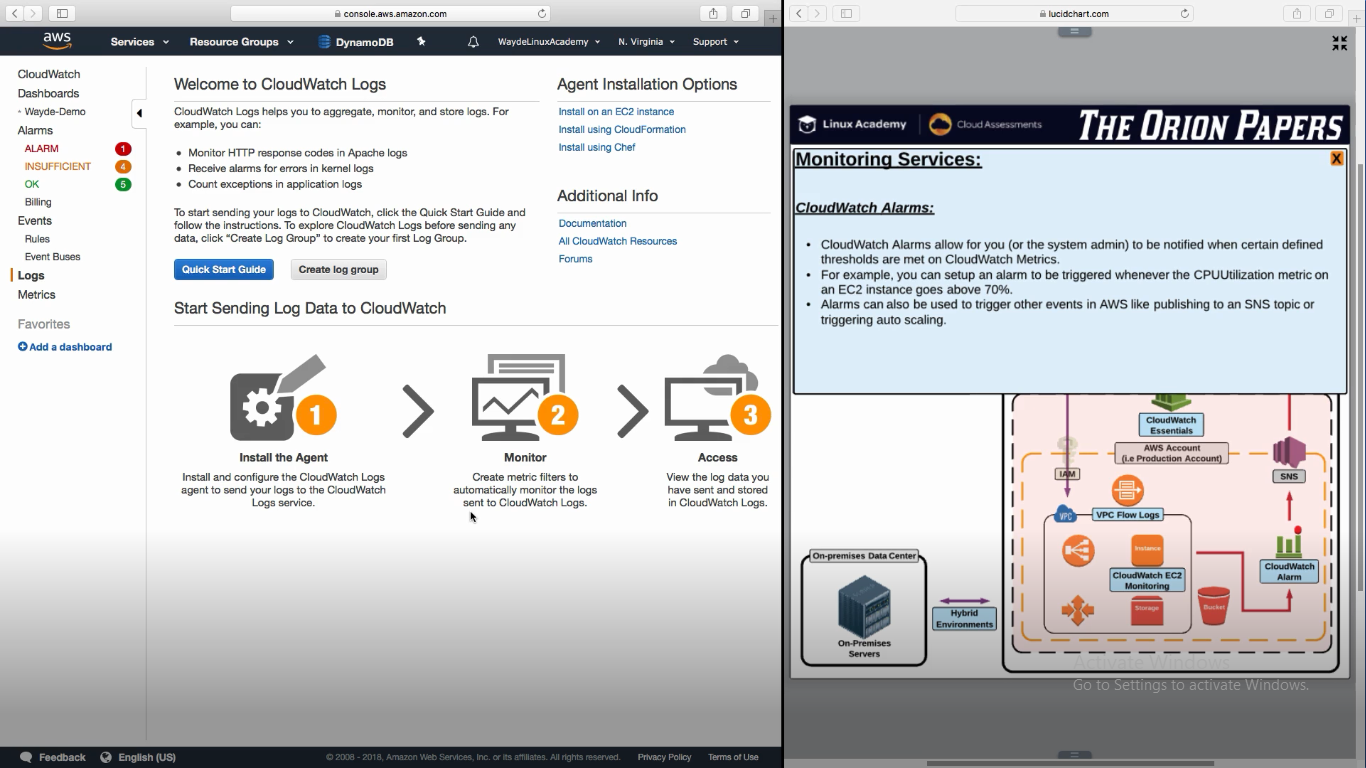 console.aws.amazon.com
aws
Services
Resource Groups
DynamoDB
WaydeLinuxAcademy
N. Virginia
Support
CloudWatch
Dashboards
Wayde-Demo
Alarms
ALARM 1
INSUFFICIENT 4
OK 5
Billing
Events
Rules
Event Buses
Logs
Metrics
Favorites
Add a dashboard
Welcome to CloudWatch Logs
CloudWatch Logs helps you to aggregate, monitor, and store logs. For
example, you can:
• Monitor HTTP response codes in Apache logs
• Receive alarms for errors in kernel logs
• Count exceptions in application logs
To start sending your logs to CloudWatch, click the Quick Start Guide and
follow the instructions. To explore CloudWatch Logs before sending any
data, click "Create Log Group" to create your first Log Group.
Quick Start Guide
Create log group
Agent Installation Options
Install on an EC2 instance
Install using CloudFormation
Install using Chef
Additional Info
Documentation
All CloudWatch Resources
Forums
Start Sending Log Data to CloudWatch
1
2
3
Install the Agent
Install and configure the CloudWatch Logs
agent to send your logs to the CloudWatch
Logs service.
Monitor
Create metric filters to
automatically monitor the logs
sent to CloudWatch Logs.
Access
View the log data you
have sent and stored
in CloudWatch Logs.
Feedback
English (US)
© 2008 - 2018, Amazon Web Services, Inc. or its affiliates. All rights reserved.
Privacy Policy
Terms of Use
lucidchart.com
Linux Academy
Cloud Assessments
THE ORION PAPERS
Monitoring Services:
X
CloudWatch Alarms:
• CloudWatch Alarms allow for you (or the system admin) to be notified when certain defined
thresholds are met on CloudWatch Metrics.
• For example, you can setup an alarm to be triggered whenever the CPUUtilization metric on
an EC2 instance goes above 70%.
• Alarms can also be used to trigger other events in AWS like publishing to an SNS topic or
triggering auto scaling.
CloudWatch
Essentials
AWS Account
(i.e Production Account)
IAM
SNS
VPC
VPC Flow Logs
Instance
CloudWatch EC2
Monitoring
Storage
Bucket
CloudWatch
Alarm
On-premises Data Center
On-Premises
Servers
Hybrid
Environments
Activate Windows
Go to Settings to activate Windows.